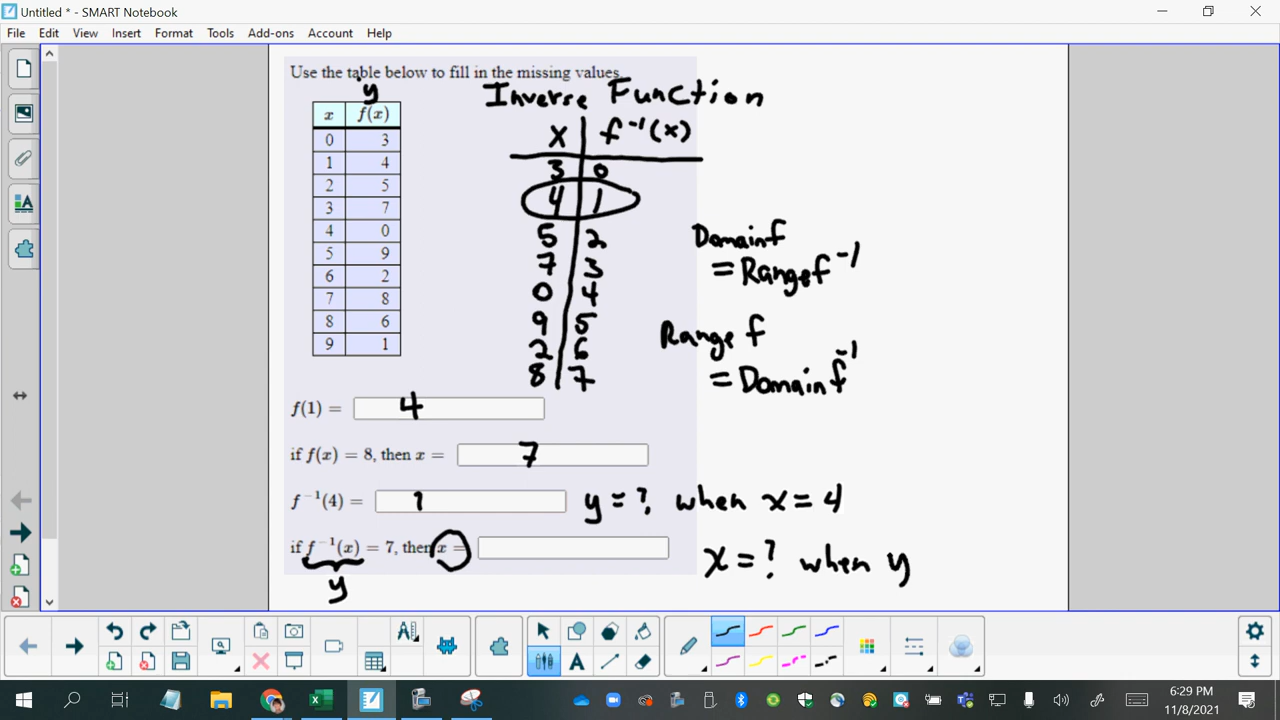 Untitled * - SMART Notebook
File Edit View Insert Format Tools Add-ons Account Help
Use the table below to fill in the missing values.
y
x f(x)
0 3
1 4
2 5
3 7
4 0
5 9
6 2
7 8
8 6
9 1
Inverse Function
x f⁻¹(x)
3 0
4 1
5 2
7 3
0 4
9 5
2 6
8 7
Domain f
= Range f⁻¹
Range f
= Domain f⁻¹
f(1) = 4
if f(x) = 8, then x = 7
f⁻¹(4) = 1 y = ? when x = 4
if f⁻¹(x) = 7, then x = x = ? when y
y
6:29 PM
11/8/2021